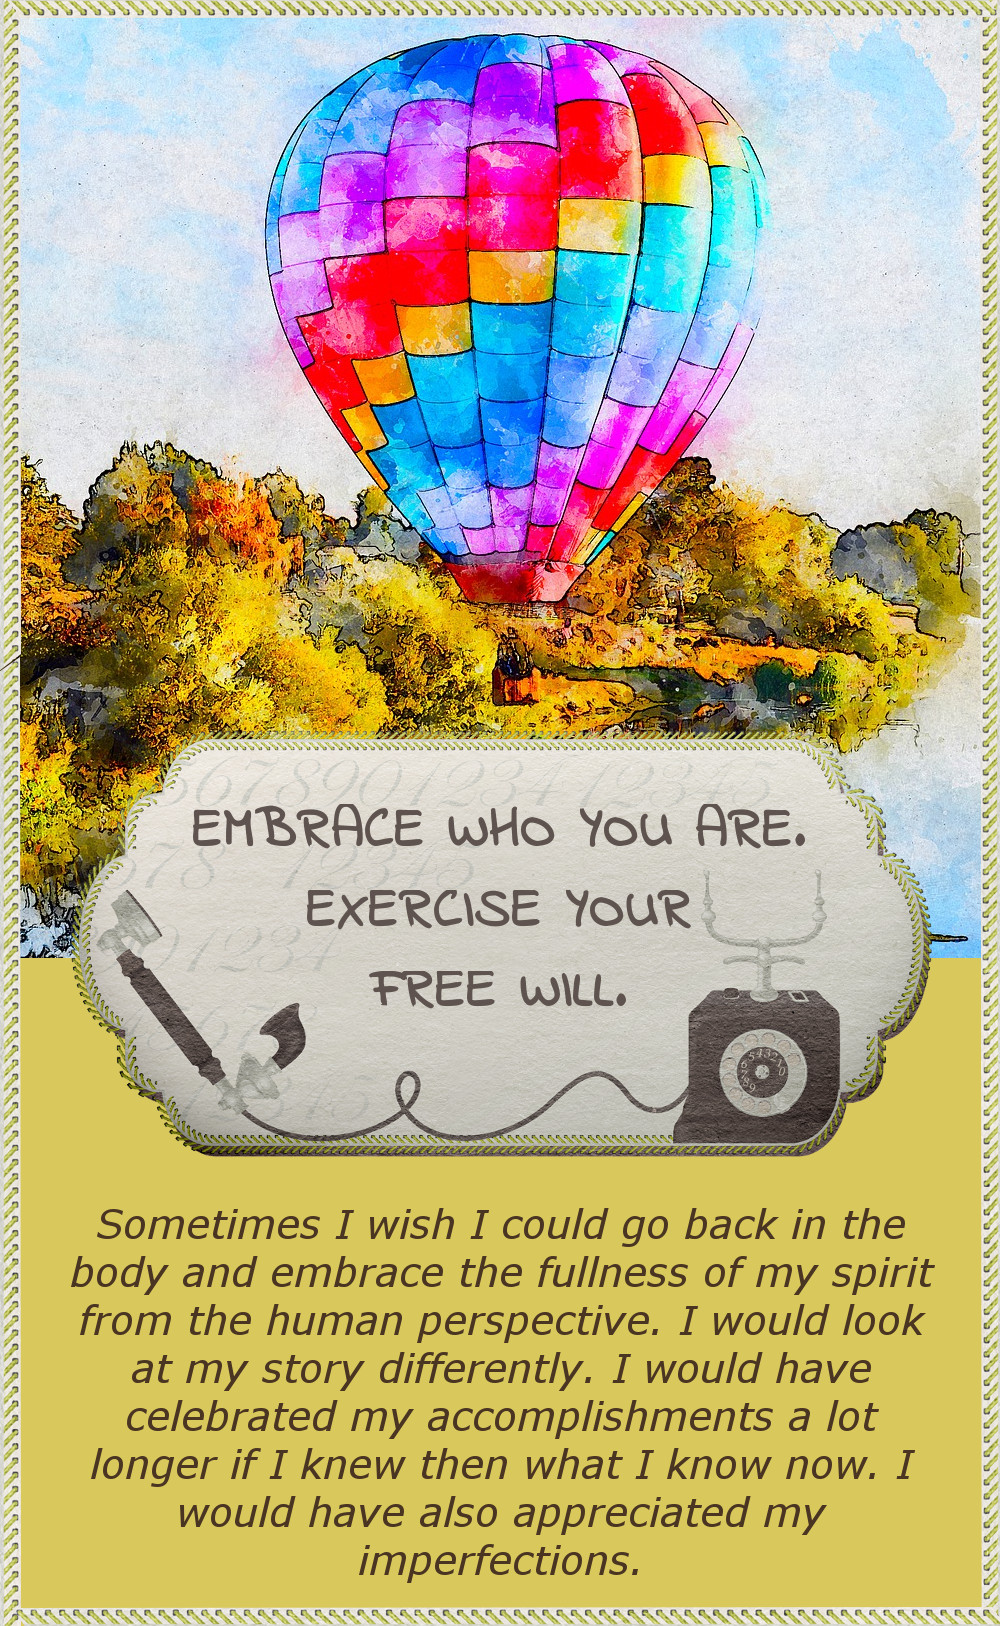 EMBRACE WHO YOU ARE.
EXERCISE YOUR
FREE WILL.
Sometimes I wish I could go back in the
body and embrace the fullness of my spirit
from the human perspective. I would look
at my story differently. I would have
celebrated my accomplishments a lot
longer if I knew then what I know now. I
would have also appreciated my
imperfections.